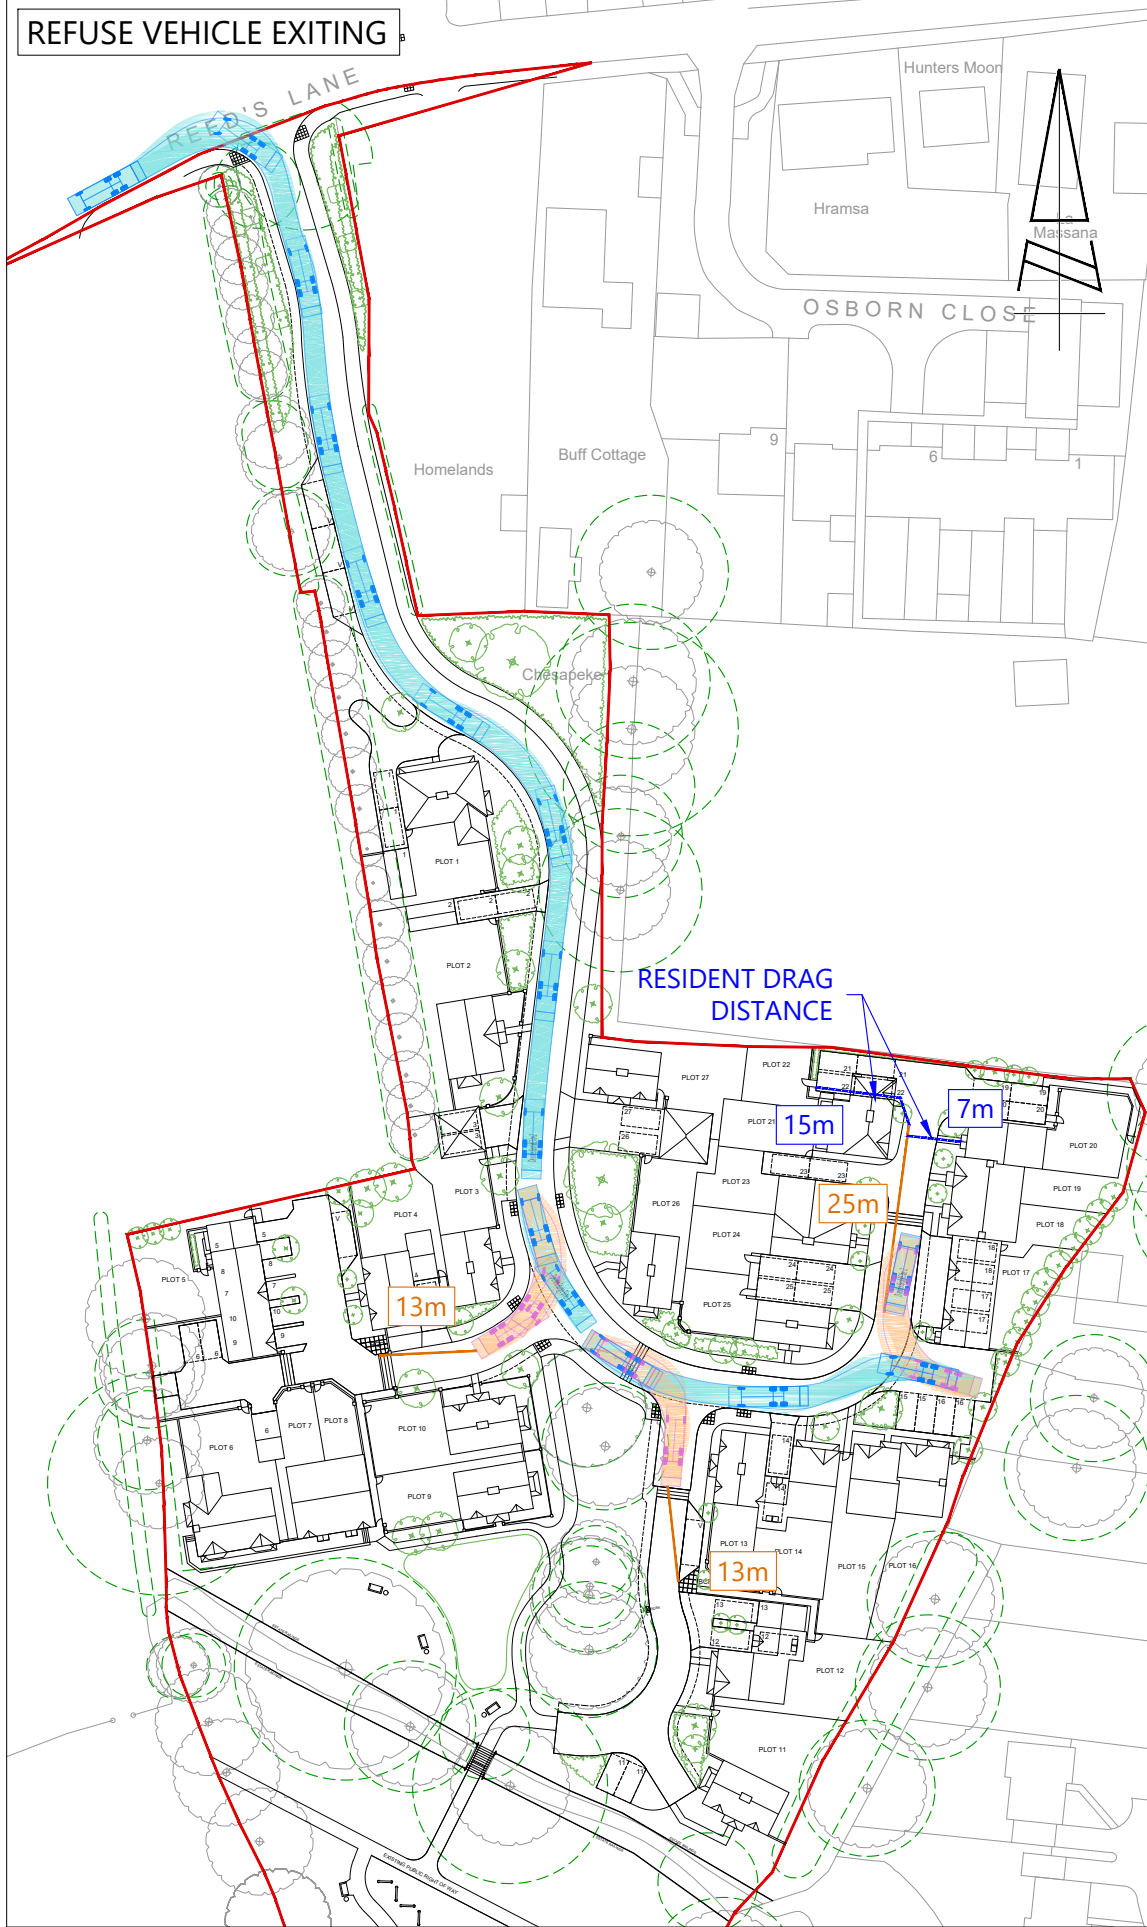 REFUSE VEHICLE EXITING
REED'S LANE
Hunters Moon
Hramsa
La
Massana
OSBORN CLOSE
9
6
1
Buff Cottage
Homelands
Chesapeke
PLOT 1
PLOT 2
RESIDENT DRAG
DISTANCE
15m
7m
25m
13m
13m
PLOT 27
PLOT 22
PLOT 21
PLOT 20
PLOT 19
PLOT 18
PLOT 17
PLOT 23
PLOT 26
PLOT 24
PLOT 25
PLOT 3
PLOT 4
PLOT 5
PLOT 6
PLOT 7
PLOT 8
PLOT 10
PLOT 9
PLOT 13
PLOT 14
PLOT 15
PLOT 16
PLOT 12
PLOT 11
EXISTING PUBLIC RIGHT OF WAY